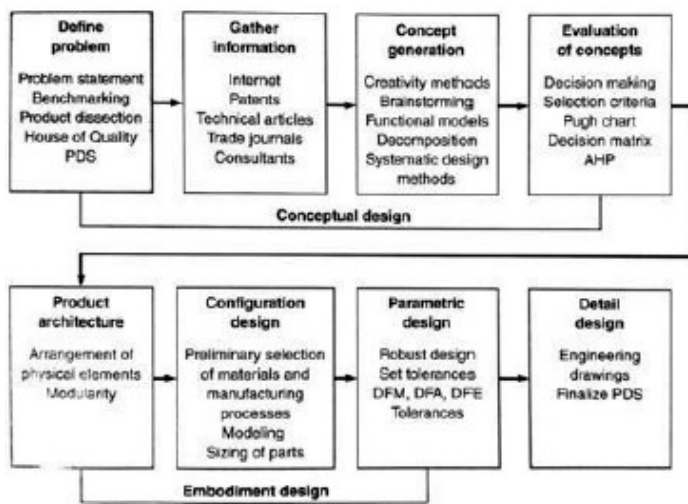 Define
problem
Problem statement
Benchmarking
Product dissection
House of Quality
PDS
Gather
information
Internet
Patents
Technical articles
Trade journals
Consultants
Concept
generation
Creativity methods
Brainstorming
Functional models
Decomposition
Systematic design
methods
Evaluation
of concepts
Decision making
Selection criteria
Pugh chart
Decision matrix
AHP
Conceptual design
Product
architecture
Arrangement of
physical elements
Modularity
Configuration
design
Preliminary selection
of materials and
manufacturing
processes
Modeling
Sizing of parts
Parametric
design
Robust design
Set tolerances
DFM, DFA, DFE
Tolerances
Detail
design
Engineering
drawings
Finalize PDS
Embodiment design